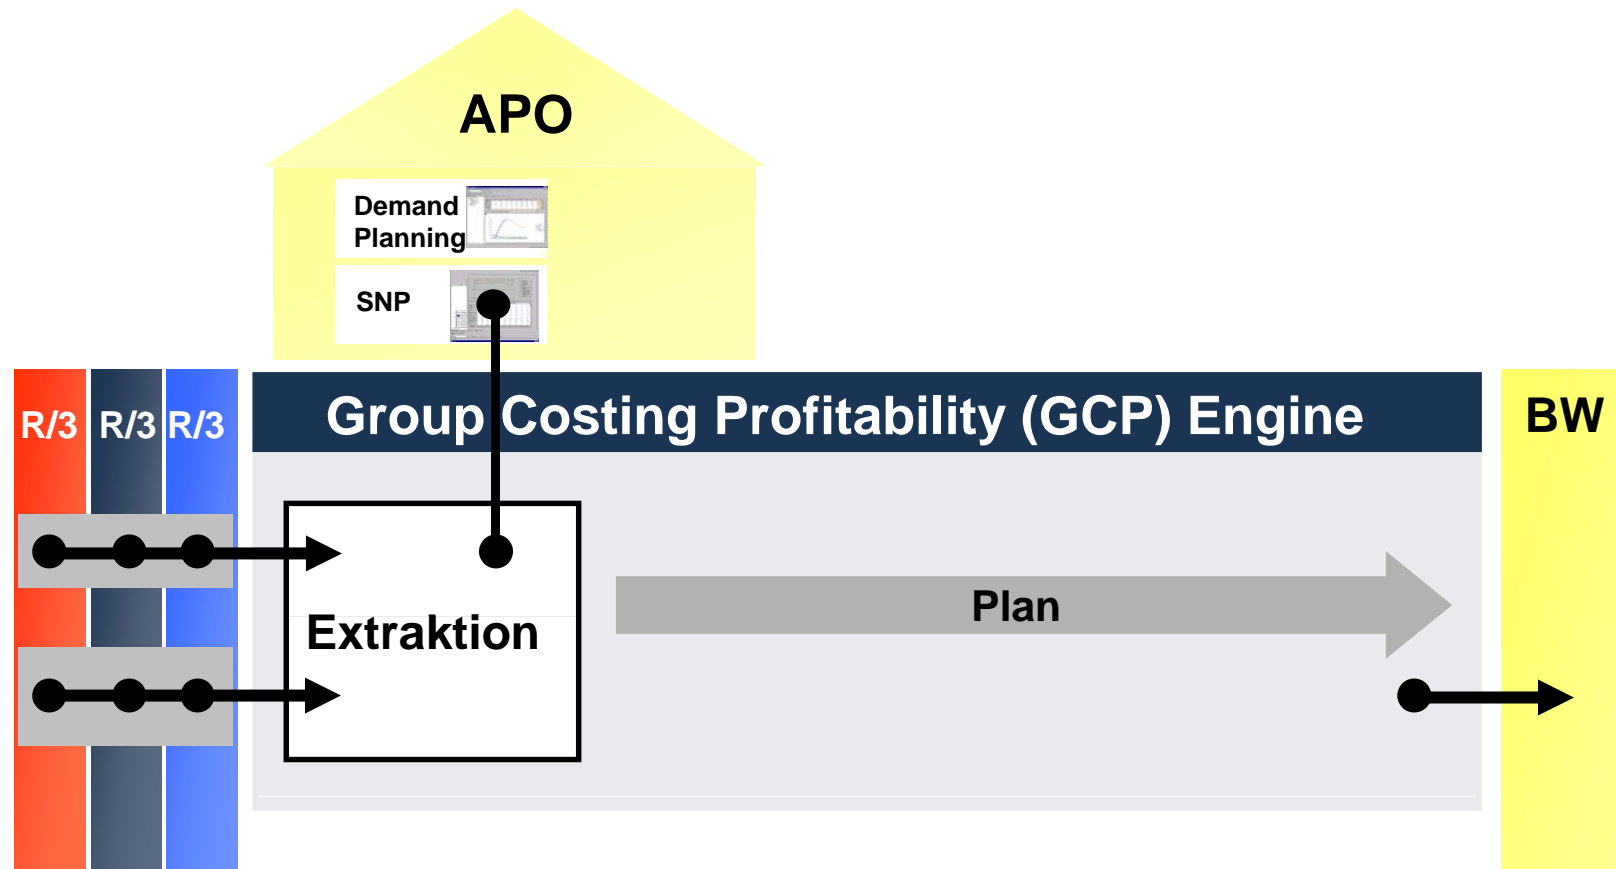 APO
Demand
Planning
SNP
R/3 R/3 R/3
Group Costing Profitability (GCP) Engine
BW
Extraktion
Plan